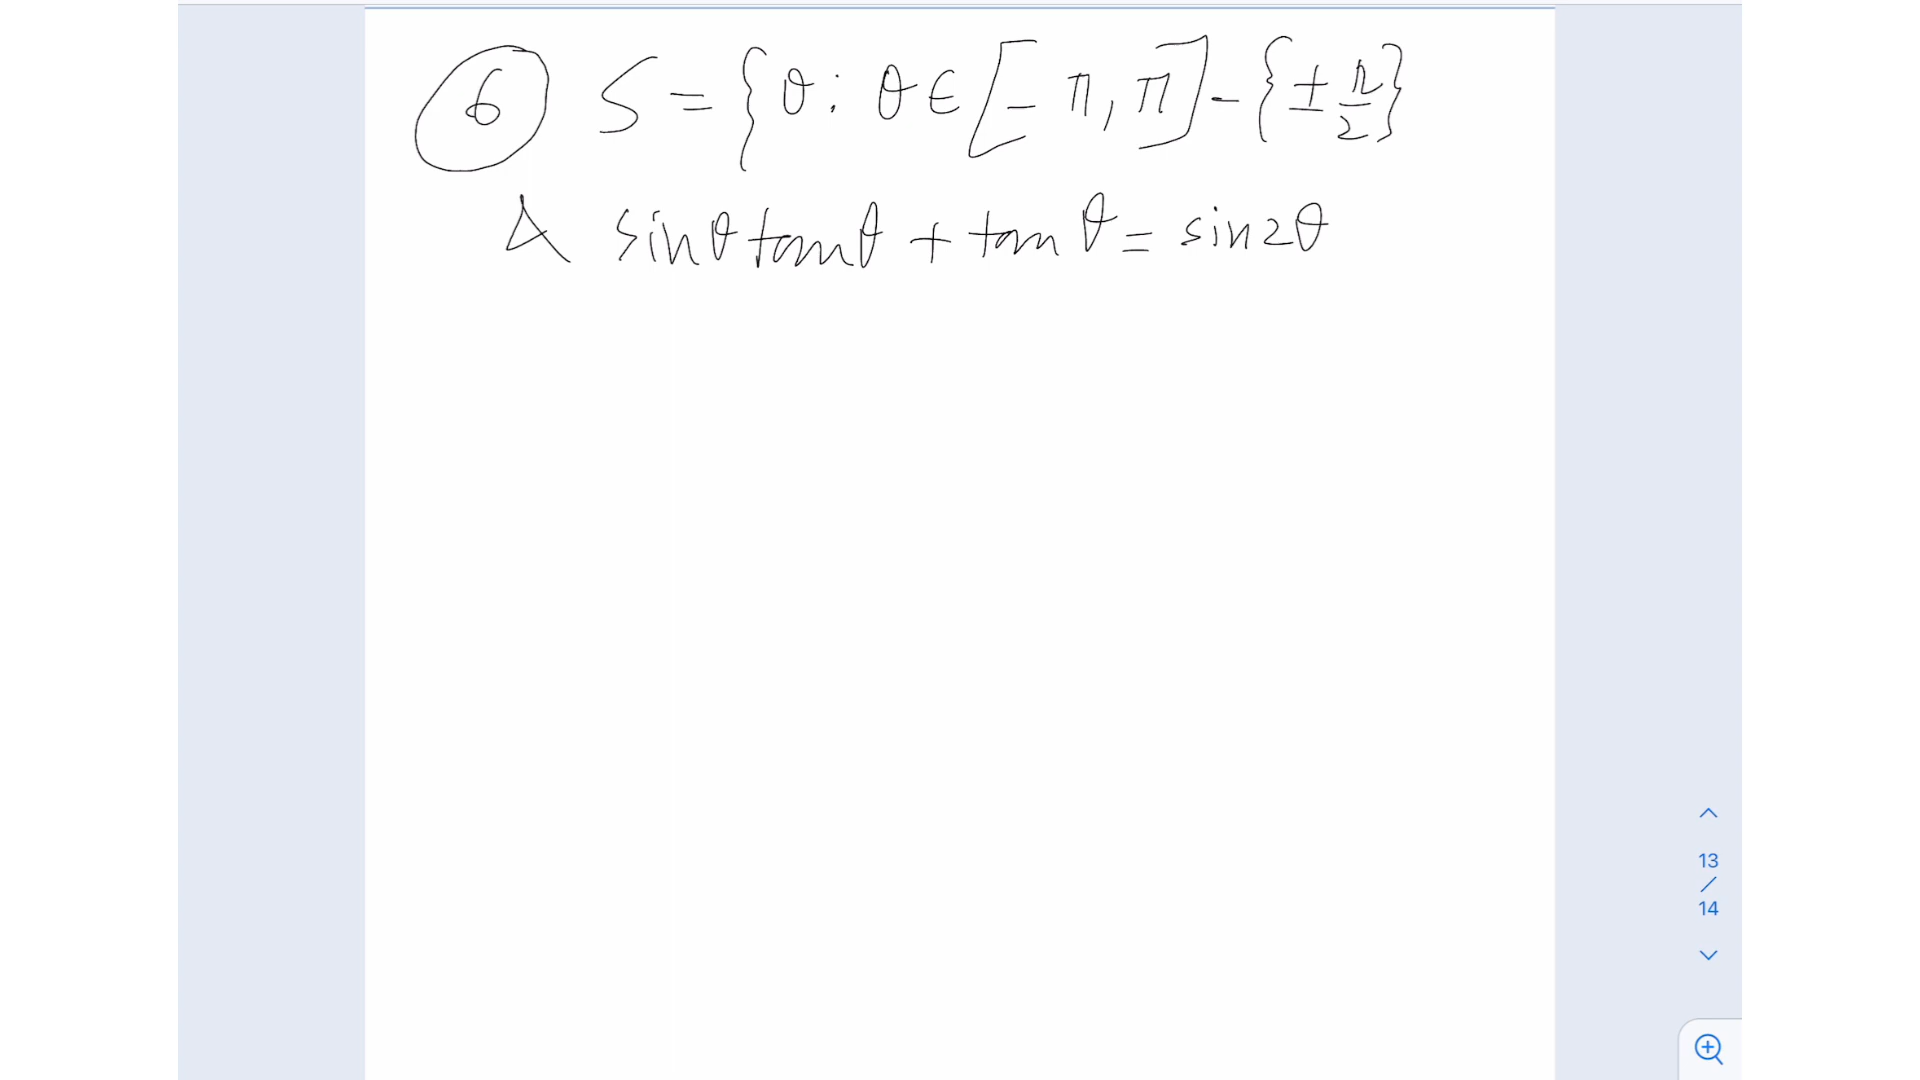 6 S = {θ : θ ∈ [-π, π] - {± π/2}
& sinθ tanθ + tanθ = sin2θ
13
/
14